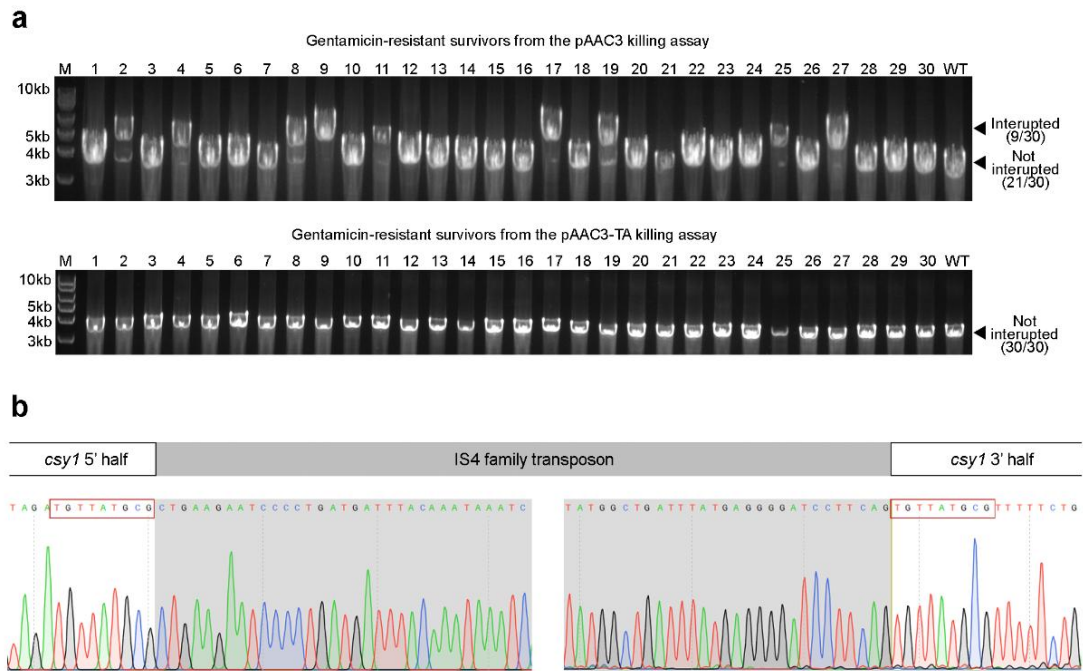 a
Gentamicin-resistant survivors from the pAAC3 killing assay
M 1 2 3 4 5 6 7 8 9 10 11 12 13 14 15 16 17 18 19 20 21 22 23 24 25 26 27 28 29 30 WT
10kb
5kb
4kb
3kb
Interupted
(9/30)
Not
interupted
(21/30)
Gentamicin-resistant survivors from the pAAC3-TA killing assay
M 1 2 3 4 5 6 7 8 9 10 11 12 13 14 15 16 17 18 19 20 21 22 23 24 25 26 27 28 29 30 WT
10kb
5kb
4kb
3kb
Not
interupted
(30/30)
b
csy1 5' half
IS4 family transposon
csy1 3' half
T A G A T G T T A T G C G C T G A A G A A T C C C C T G A T G A T T T A C A A A T A A A T C
T A T G G C T G A T T T A T G A G G G G A T C C T T C A G T G T T A T G C G T T T T T C T G